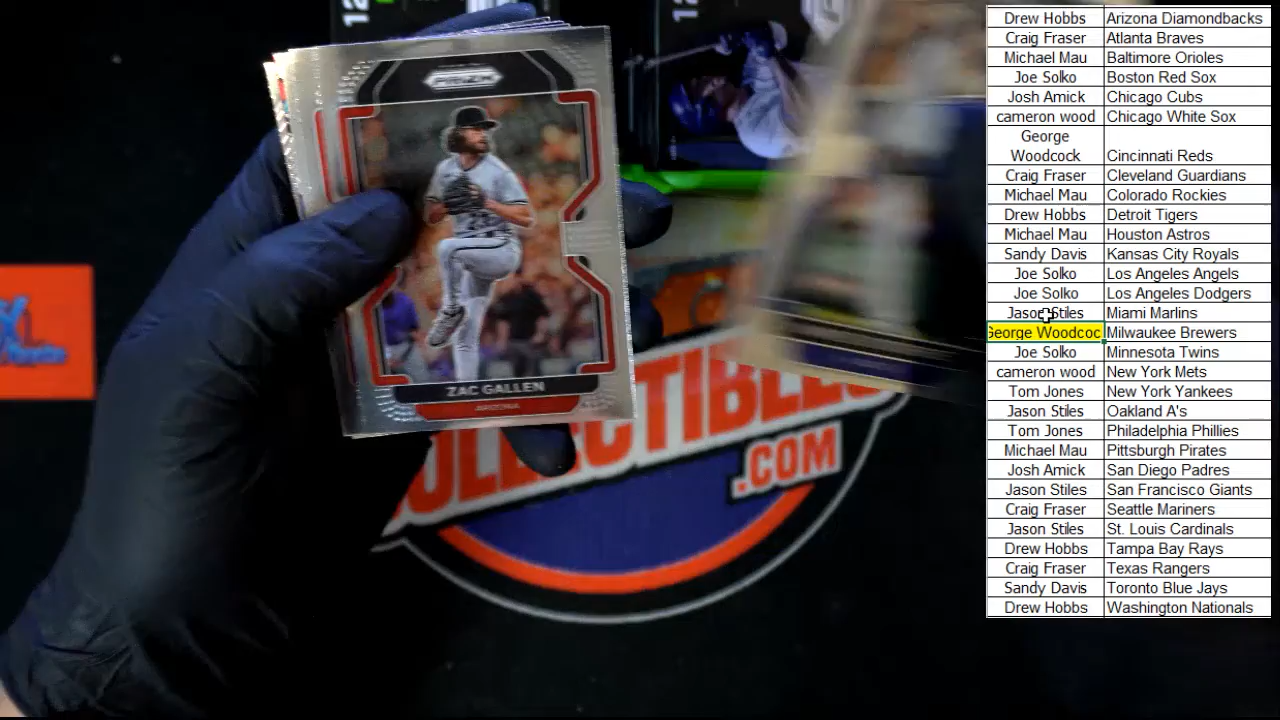 PRIZM
ZAC GALLEN
ARIZONA
COLLECTIBLES
.COM
12
12
Drew Hobbs Arizona Diamondbacks
Craig Fraser Atlanta Braves
Michael Mau Baltimore Orioles
Joe Solko Boston Red Sox
Josh Amick Chicago Cubs
cameron wood Chicago White Sox
George
Woodcock Cincinnati Reds
Craig Fraser Cleveland Guardians
Michael Mau Colorado Rockies
Drew Hobbs Detroit Tigers
Michael Mau Houston Astros
Sandy Davis Kansas City Royals
Joe Solko Los Angeles Angels
Joe Solko Los Angeles Dodgers
Jason Stiles Miami Marlins
George Woodcoc Milwaukee Brewers
Joe Solko Minnesota Twins
cameron wood New York Mets
Tom Jones New York Yankees
Jason Stiles Oakland A's
Tom Jones Philadelphia Phillies
Michael Mau Pittsburgh Pirates
Josh Amick San Diego Padres
Jason Stiles San Francisco Giants
Craig Fraser Seattle Mariners
Jason Stiles St. Louis Cardinals
Drew Hobbs Tampa Bay Rays
Craig Fraser Texas Rangers
Sandy Davis Toronto Blue Jays
Drew Hobbs Washington Nationals